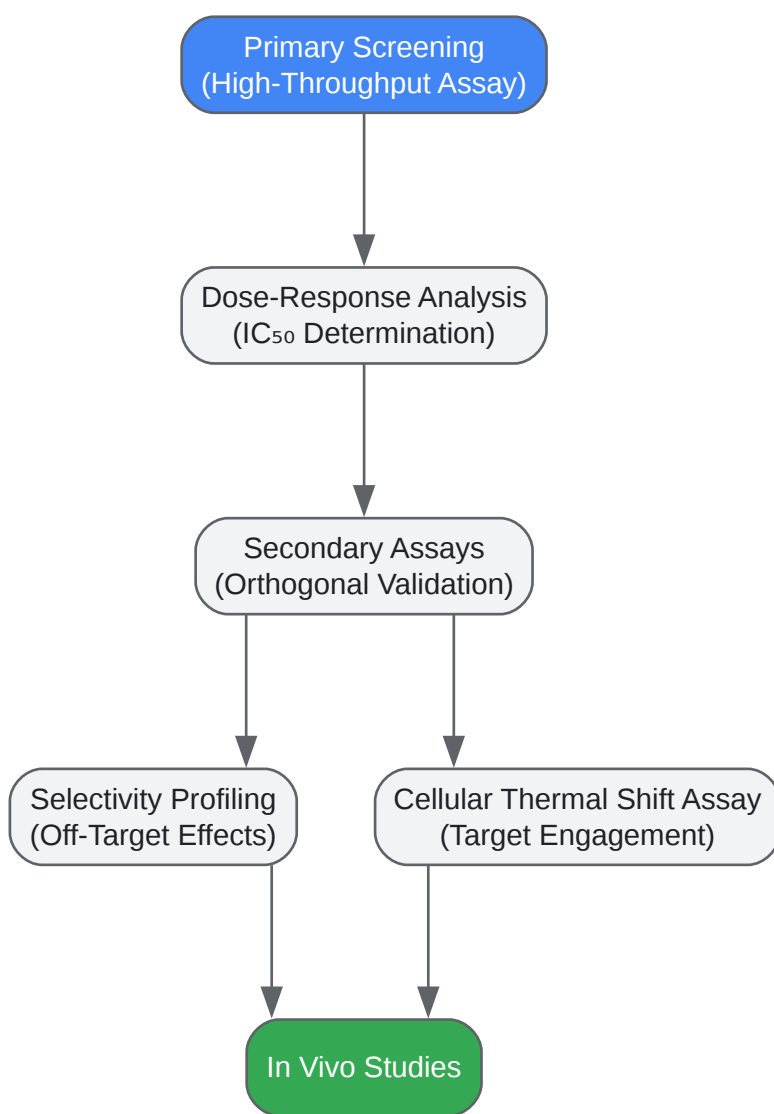 Primary Screening
(High-Throughput Assay)
Dose-Response Analysis
(IC₅₀ Determination)
Secondary Assays
(Orthogonal Validation)
Selectivity Profiling
(Off-Target Effects)
Cellular Thermal Shift Assay
(Target Engagement)
In Vivo Studies